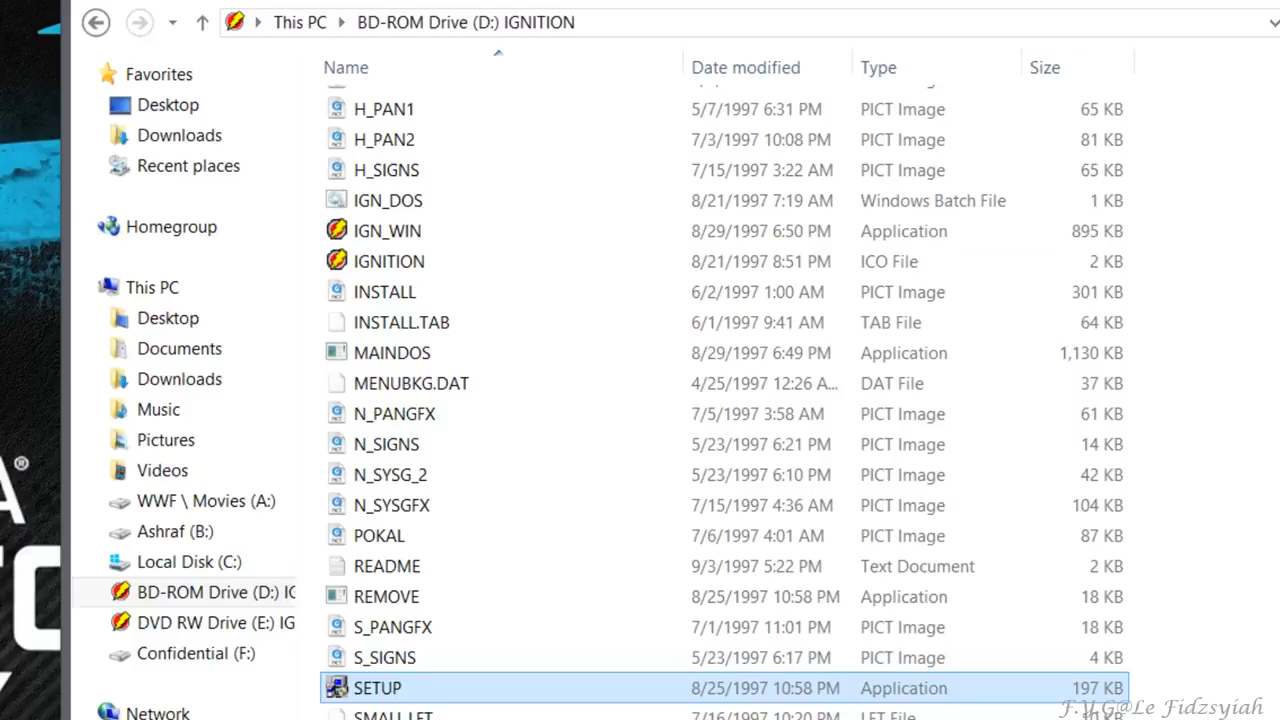 This PC BD-ROM Drive (D:) IGNITION
Name Date modified Type Size
Favorites
Desktop
Downloads
Recent places
Homegroup
This PC
Desktop
Documents
Downloads
Music
Pictures
Videos
WWF \ Movies (A:)
Ashraf (B:)
Local Disk (C:)
BD-ROM Drive (D:) IG
DVD RW Drive (E:) IG
Confidential (F:)
Network
H_PAN1 5/7/1997 6:31 PM PICT Image 65 KB
H_PAN2 7/3/1997 10:08 PM PICT Image 81 KB
H_SIGNS 7/15/1997 3:22 AM PICT Image 65 KB
IGN_DOS 8/21/1997 7:19 AM Windows Batch File 1 KB
IGN_WIN 8/29/1997 6:50 PM Application 895 KB
IGNITION 8/21/1997 8:51 PM ICO File 2 KB
INSTALL 6/2/1997 1:00 AM PICT Image 301 KB
INSTALL.TAB 6/1/1997 9:41 AM TAB File 64 KB
MAINDOS 8/29/1997 6:49 PM Application 1,130 KB
MENUBKG.DAT 4/25/1997 12:26 A... DAT File 37 KB
N_PANGFX 7/5/1997 3:58 AM PICT Image 61 KB
N_SIGNS 5/23/1997 6:21 PM PICT Image 14 KB
N_SYSG_2 5/23/1997 6:10 PM PICT Image 42 KB
N_SYSGFX 7/15/1997 4:36 AM PICT Image 104 KB
POKAL 7/6/1997 4:01 AM PICT Image 87 KB
README 9/3/1997 5:22 PM Text Document 2 KB
REMOVE 8/25/1997 10:58 PM Application 18 KB
S_PANGFX 7/1/1997 11:01 PM PICT Image 18 KB
S_SIGNS 5/23/1997 6:17 PM PICT Image 4 KB
SETUP 8/25/1997 10:58 PM Application 197 KB
SMALL.LFT 7/16/1997 10:20 PM LFT File
F.Y.G@Le Fidzsyiah
A®